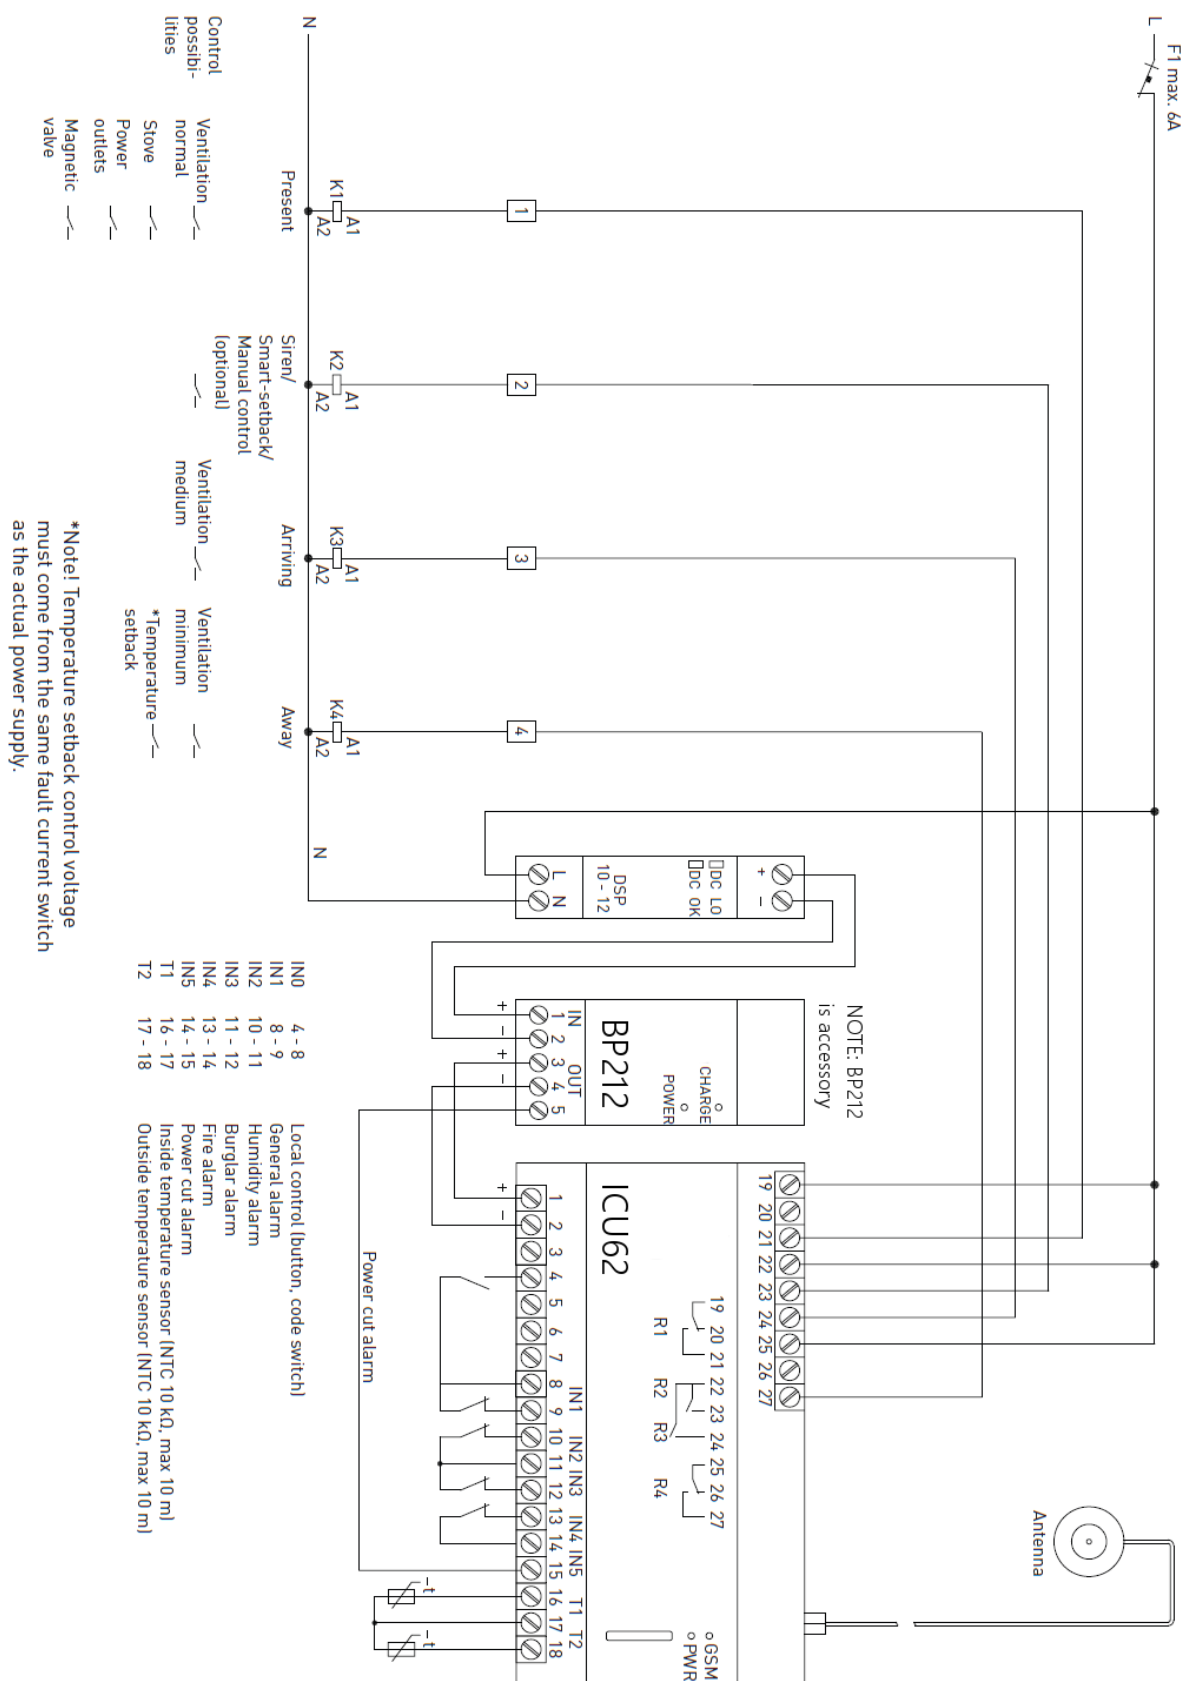 L
F1 max. 6A
N
Control
possibi-
lities
Ventilation
normal
Stove
Power
outlets
Magnetic
valve
Present
K1
A1
A2
1
Siren/
Smart-setback/
Manual control
(optional)
K2
A1
A2
2
Ventilation
medium
Arriving
K3
A1
A2
3
Ventilation
minimum
*Temperature
setback
Away
K4
A1
A2
4
*Note! Temperature setback control voltage
must come from the same fault current switch
as the actual power supply.
N
L N
DSP
10 - 12
DC LO
DC OK
+ −
NOTE: BP212
is accessory
BP212
CHARGE
POWER
IN OUT
1 2 3 4 5
+ − + −
ICU62
19 20 21 22 23 24 25 26 27
19 20 21 22 23 24 25 26 27
R1 R2 R3 R4
IN1 IN2 IN3 IN4 IN5 T1 T2
1 2 3 4 5 6 7 8 9 10 11 12 13 14 15 16 17 18
+ −
GSM
PWR
Antenna
Power cut alarm
-t
-t
IN0 4 - 8 Local control (button, code switch)
IN1 8 - 9 General alarm
IN2 10 - 11 Humidity alarm
IN3 11 - 12 Burglar alarm
IN4 13 - 14 Fire alarm
IN5 14 - 15 Power cut alarm
T1 16 - 17 Inside temperature sensor (NTC 10 kΩ, max 10 m)
T2 17 - 18 Outside temperature sensor (NTC 10 kΩ, max 10 m)